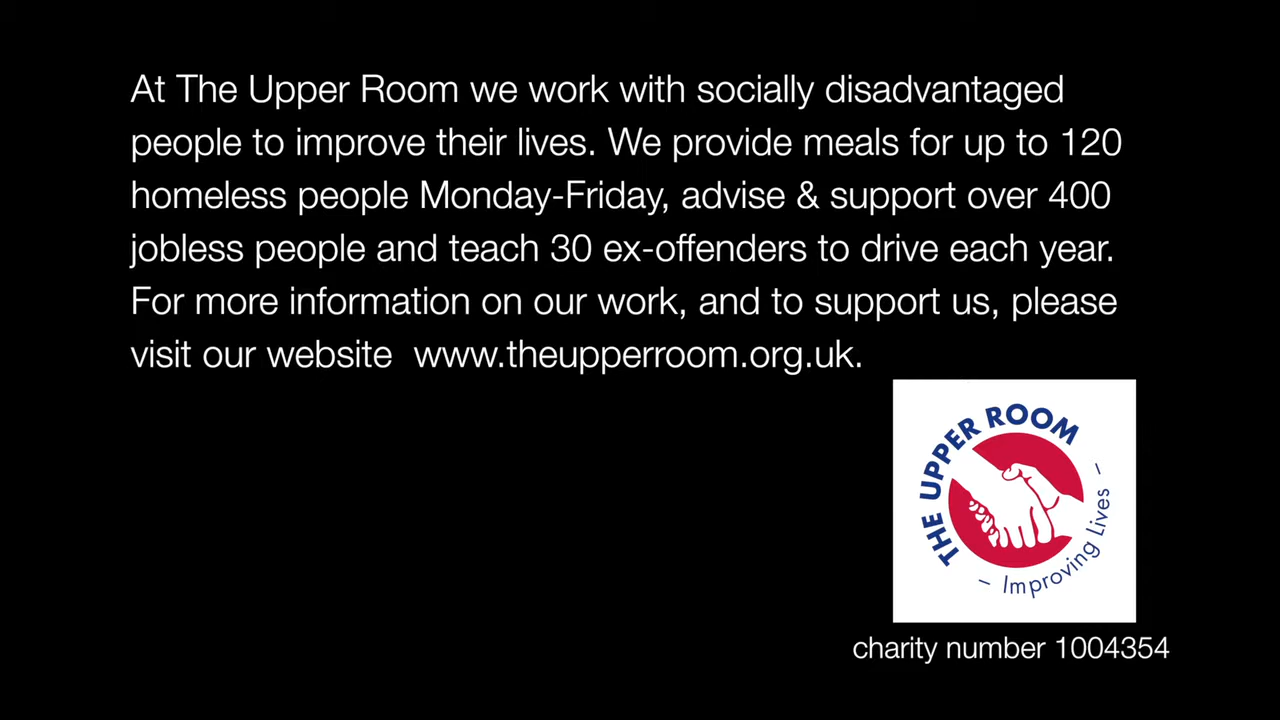 At The Upper Room we work with socially disadvantaged
people to improve their lives. We provide meals for up to 120
homeless people Monday-Friday, advise & support over 400
jobless people and teach 30 ex-offenders to drive each year.
For more information on our work, and to support us, please
visit our website  www.theupperroom.org.uk.
THE UPPER ROOM
– Improving Lives –
charity number 1004354